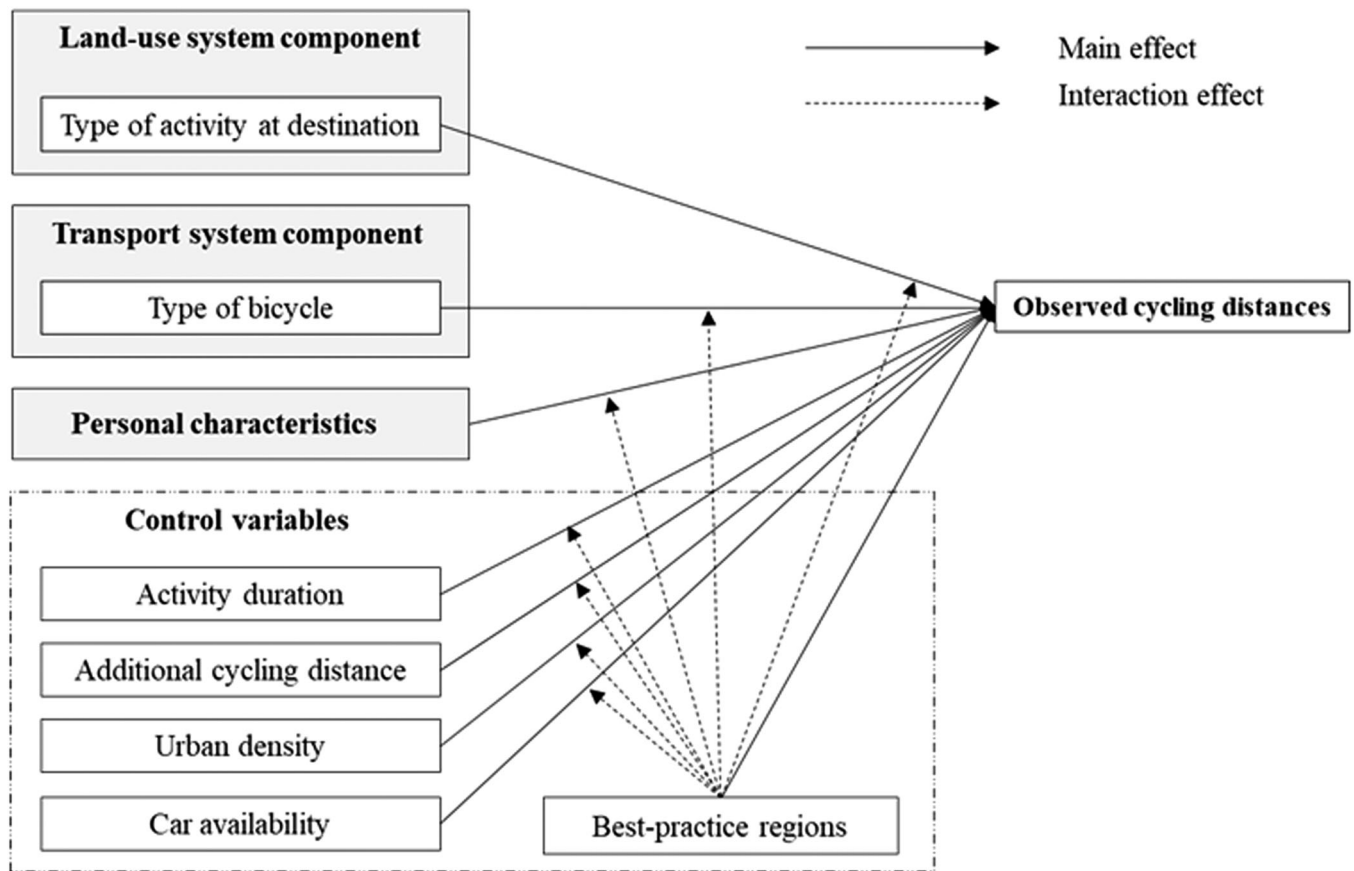 Land-use system component
Type of activity at destination
Main effect
Interaction effect
Transport system component
Type of bicycle
Observed cycling distances
Personal characteristics
Control variables
Activity duration
Additional cycling distance
Urban density
Car availability
Best-practice regions